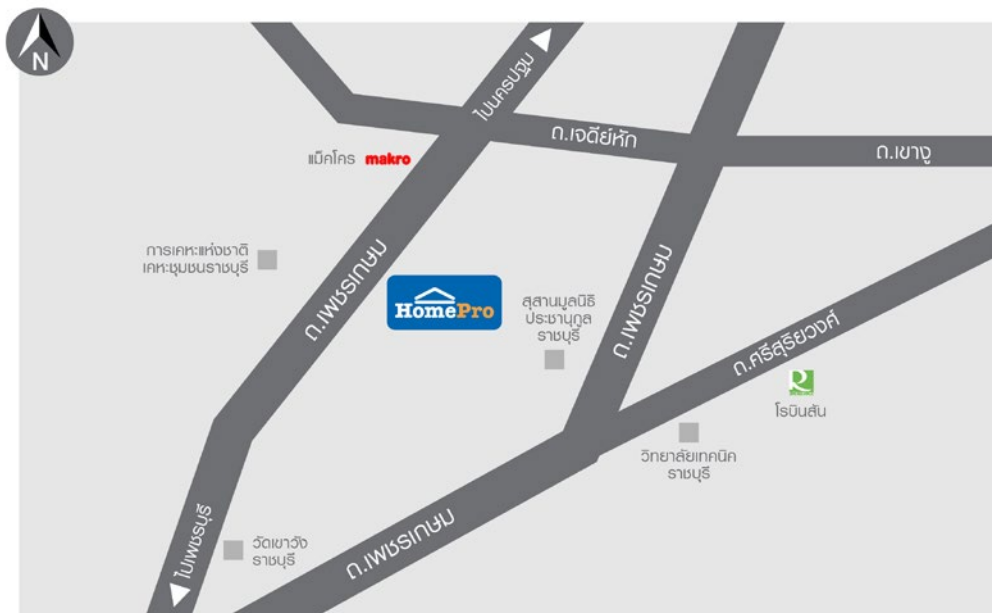 N
ไปนครปฐม
ถ.เจดีย์หัก
ถ.เขางู
แม็คโคร makro
การเคหะแห่งชาติ
เคหะชุมชนราชบุรี
ถ.เพชรเกษม
HomePro
สุสานมูลนิธิ
ประชานุกูล
ราชบุรี
ถ.เพชรเกษม
ถ.ศรีสุริยวงศ์
R
โรบินสัน
วิทยาลัยเทคนิค
ราชบุรี
ไปเพชรบุรี
วัดเขาวัง
ราชบุรี
ถ.เพชรเกษม